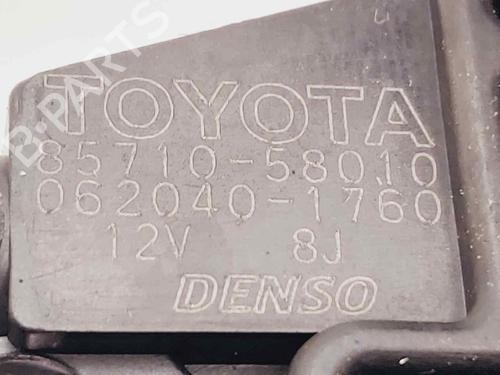 B-PARTS
TOYOTA
85710-58010
062040-1760
12V 8J
DENSO